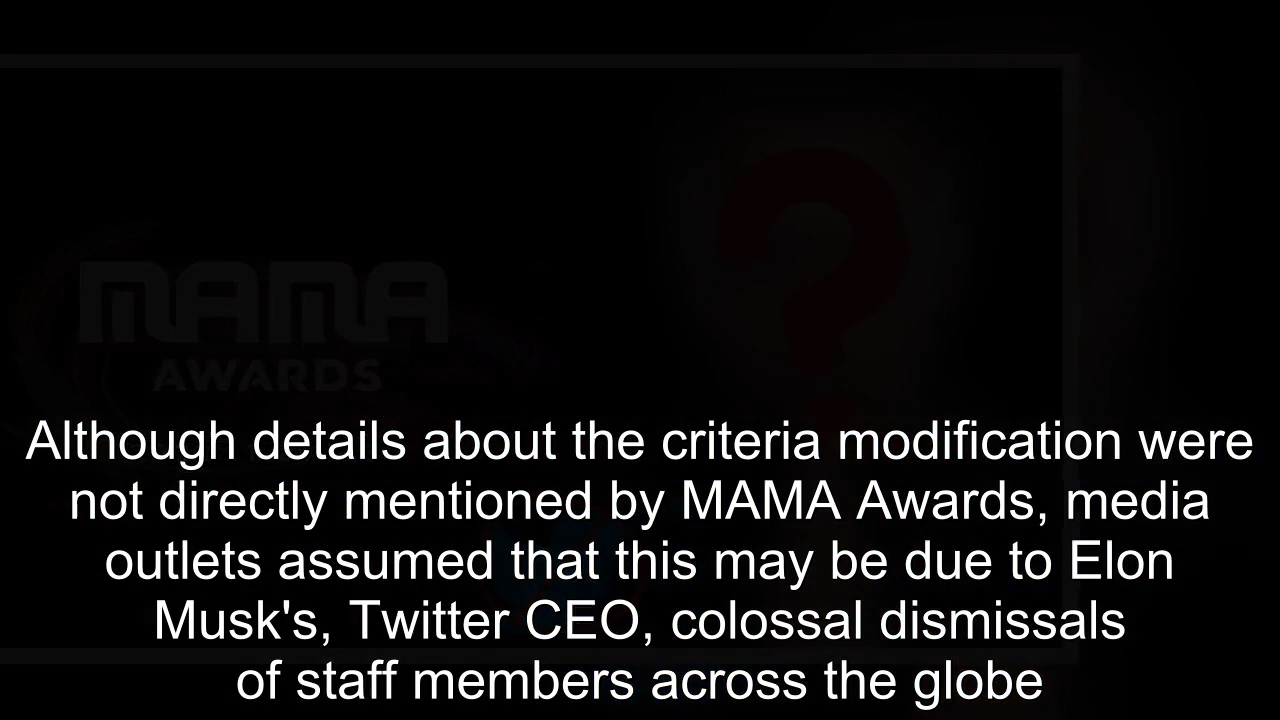 MAMA
AWARDS
Although details about the criteria modification were
not directly mentioned by MAMA Awards, media
outlets assumed that this may be due to Elon
Musk's, Twitter CEO, colossal dismissals
of staff members across the globe